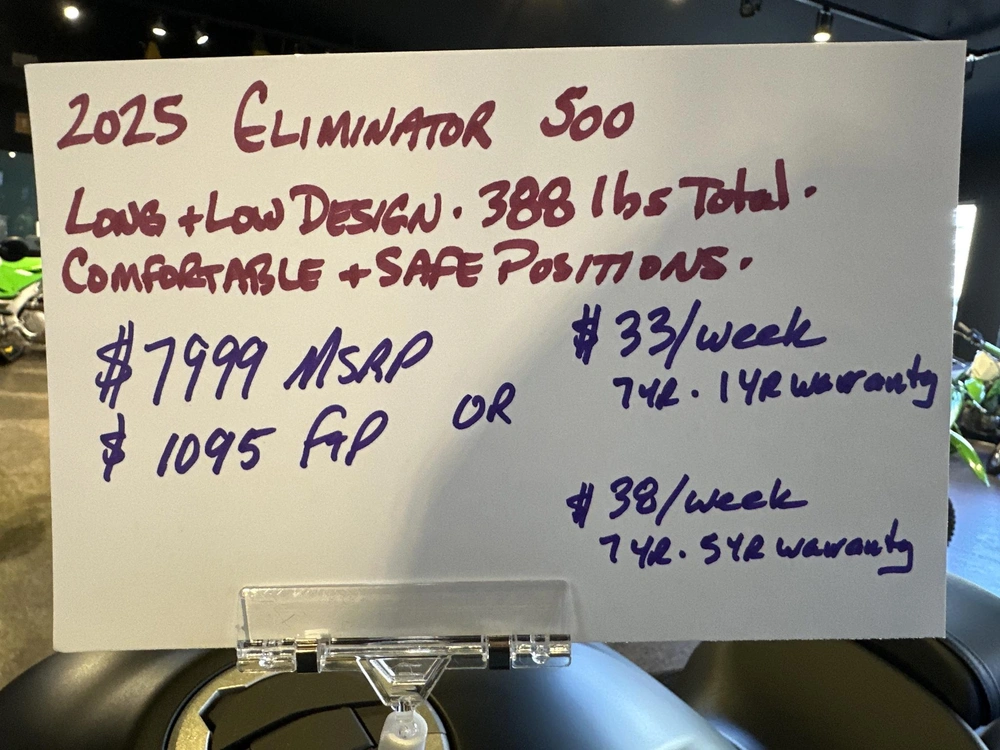 2025 ELIMINATOR 500
LONG + LOW DESIGN. 388 lbs Total.
COMFORTABLE + SAFE POSITIONS.
$7999 MSRP
$1095 F+P
OR
$33/week
7YR. 1YR warranty
$38/week
7YR. 5YR warranty